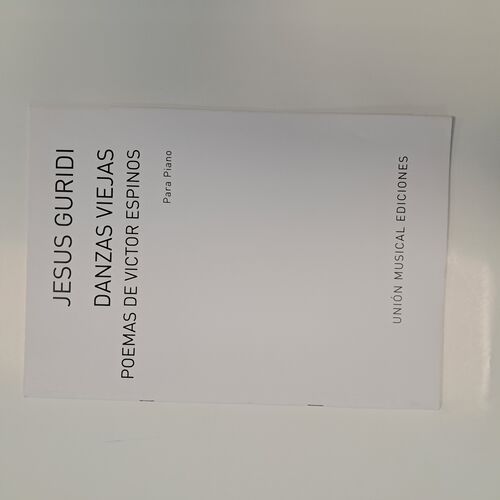 JESUS GURIDI
DANZAS VIEJAS
POEMAS DE VICTOR ESPINOS
Para Piano
UNIÓN MUSICAL EDICIONES